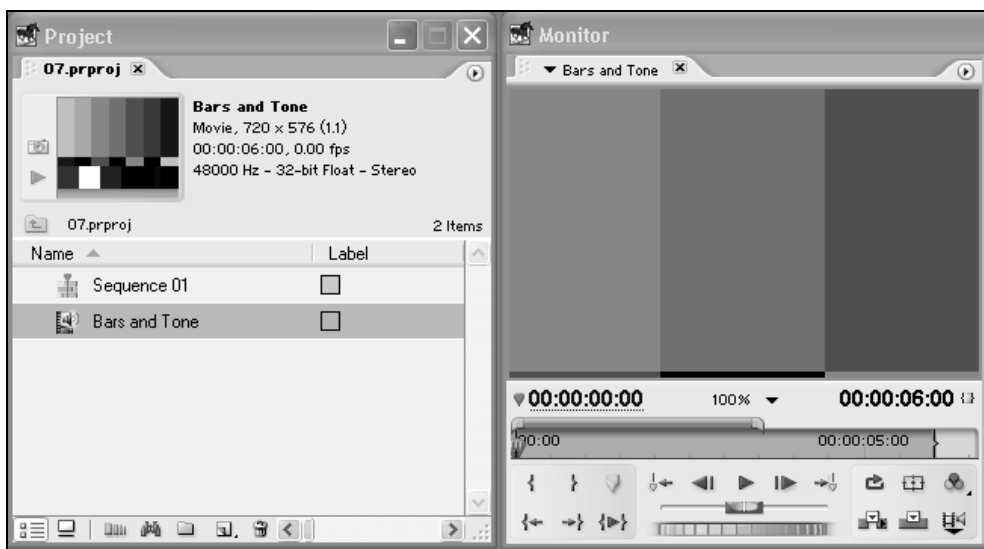 Project
07.prproj
Bars and Tone
Movie, 720 × 576 (1.1)
00:00:06:00, 0.00 fps
48000 Hz - 32-bit Float - Stereo
07.prproj
2 Items
Name
Label
Sequence 01
Bars and Tone
Monitor
Bars and Tone
00:00:00:00
100%
00:00:06:00
00:00
00:00:05:00